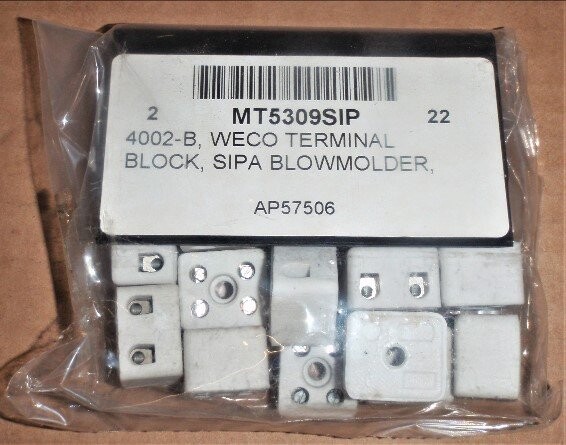 2 MT5309SIP 22
4002-B, WECO TERMINAL
BLOCK, SIPA BLOWMOLDER,
AP57506